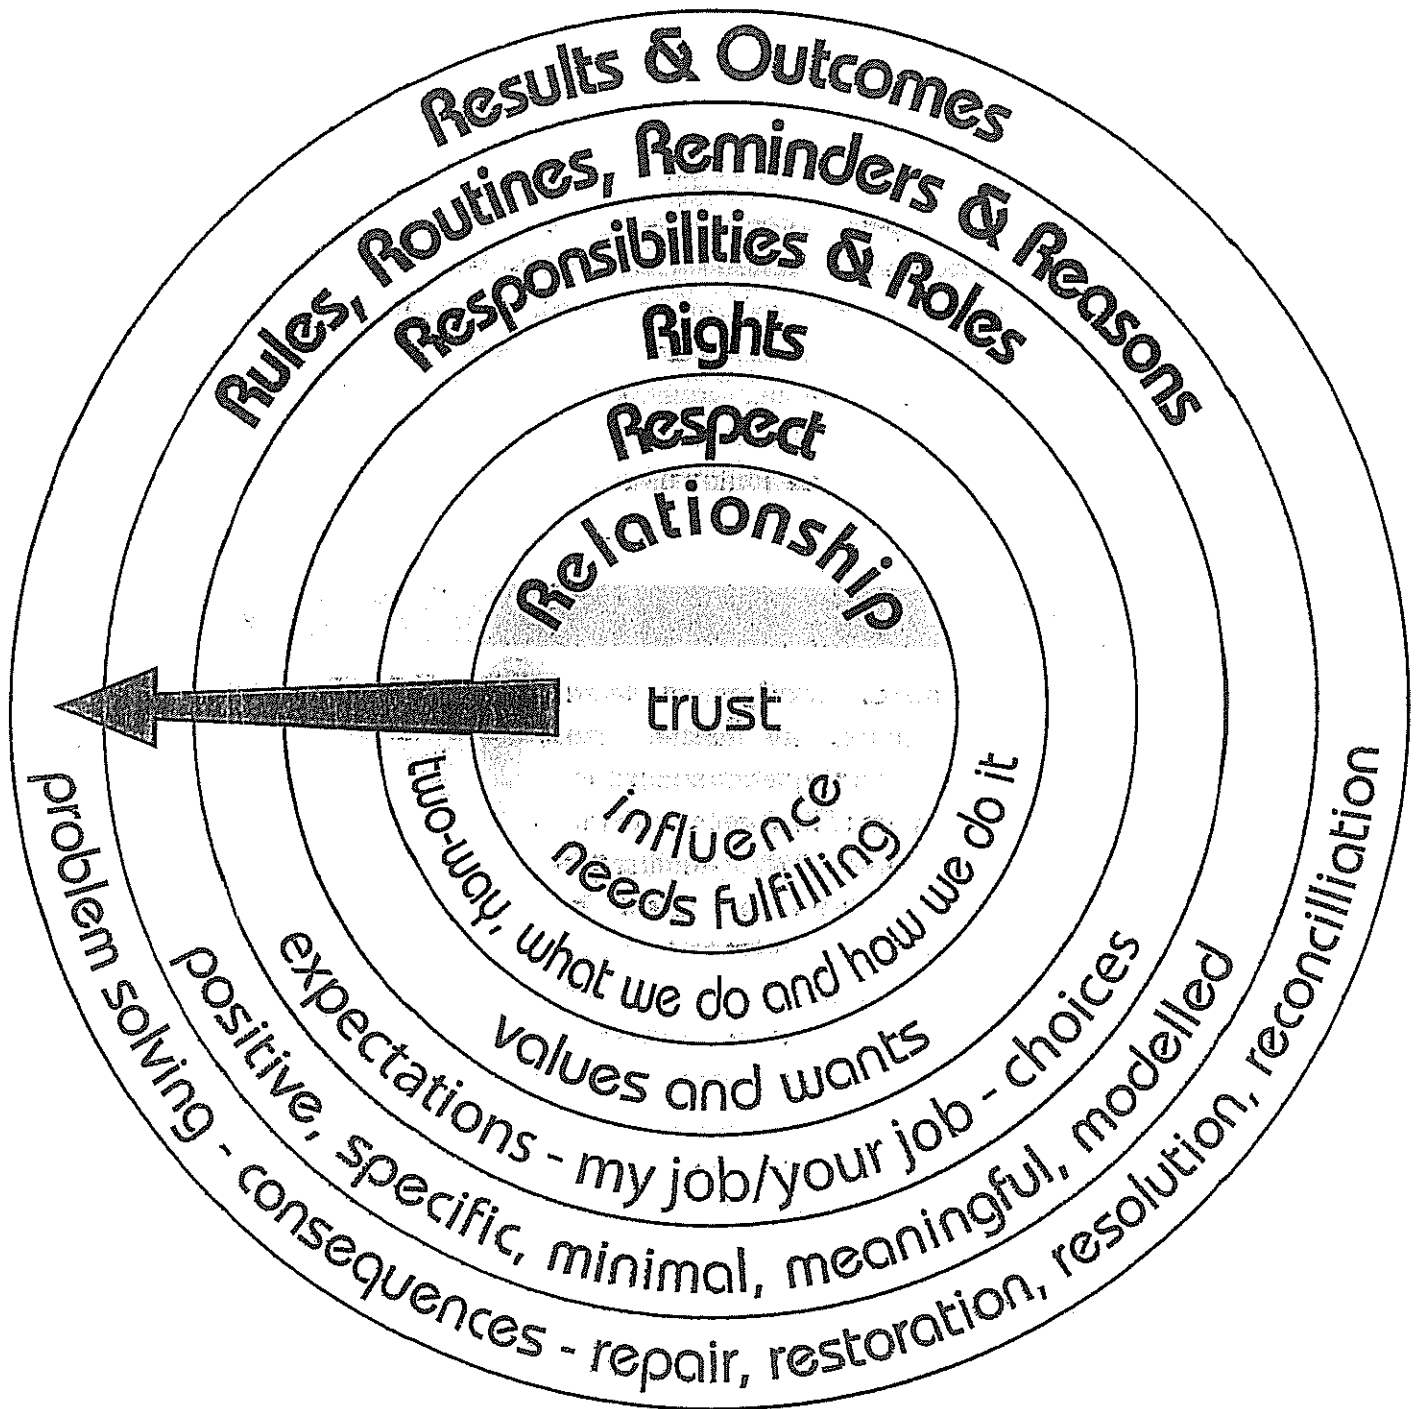 Results & Outcomes
Rules, Routines, Reminders & Reasons
Responsibilities & Roles
Rights
Respect
Relationship
trust
influence
needs fulfilling
two-way, what we do and how we do it
values and wants
expectations - my job/your job - choices
positive, specific, minimal, meaningful, modelled
problem solving - consequences - repair, restoration, resolution, reconcilliation